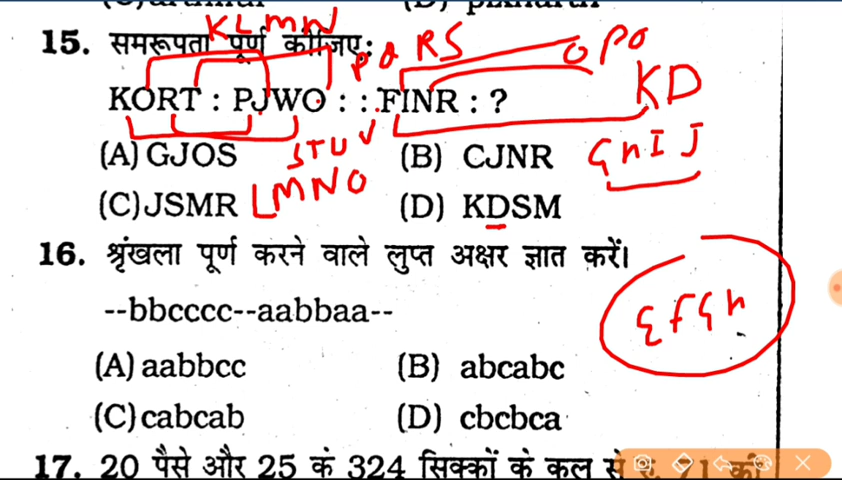 KLMN
15. समरूपता पूर्ण कीजिए:
PQRS
OPQ
KORT : PJWO : : FINR : ?
KD
(A) GJOS
STUV
(B) CJNR
GHIJ
(C) JSMR
LMNO
(D) KDSM
16. श्रृंखला पूर्ण करने वाले लुप्त अक्षर ज्ञात करें।
--bbcccc--aabbaa--
EFGH
(A) aabbcc
(B) abcabc
(C) cabcab
(D) cbcbca
17. 20 पैसे और 25 के 324 सिक्कों के कुल
71 की